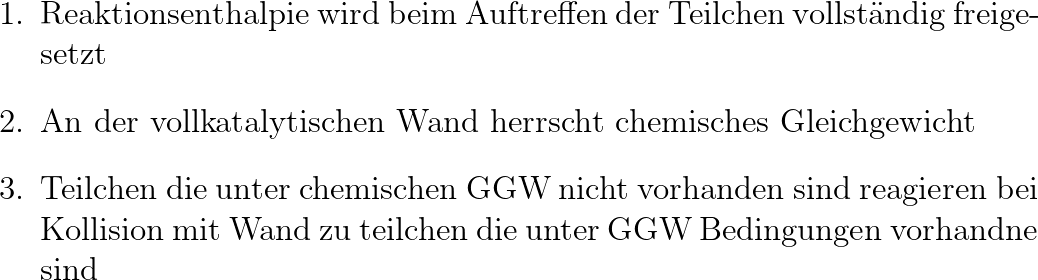 1. Reaktionsenthalpie wird beim Auftreffen der Teilchen vollständig freige-
setzt
2. An der vollkatalytischen Wand herrscht chemisches Gleichgewicht
3. Teilchen die unter chemischen GGW nicht vorhanden sind reagieren bei
Kollision mit Wand zu teilchen die unter GGW Bedingungen vorhandne
sind